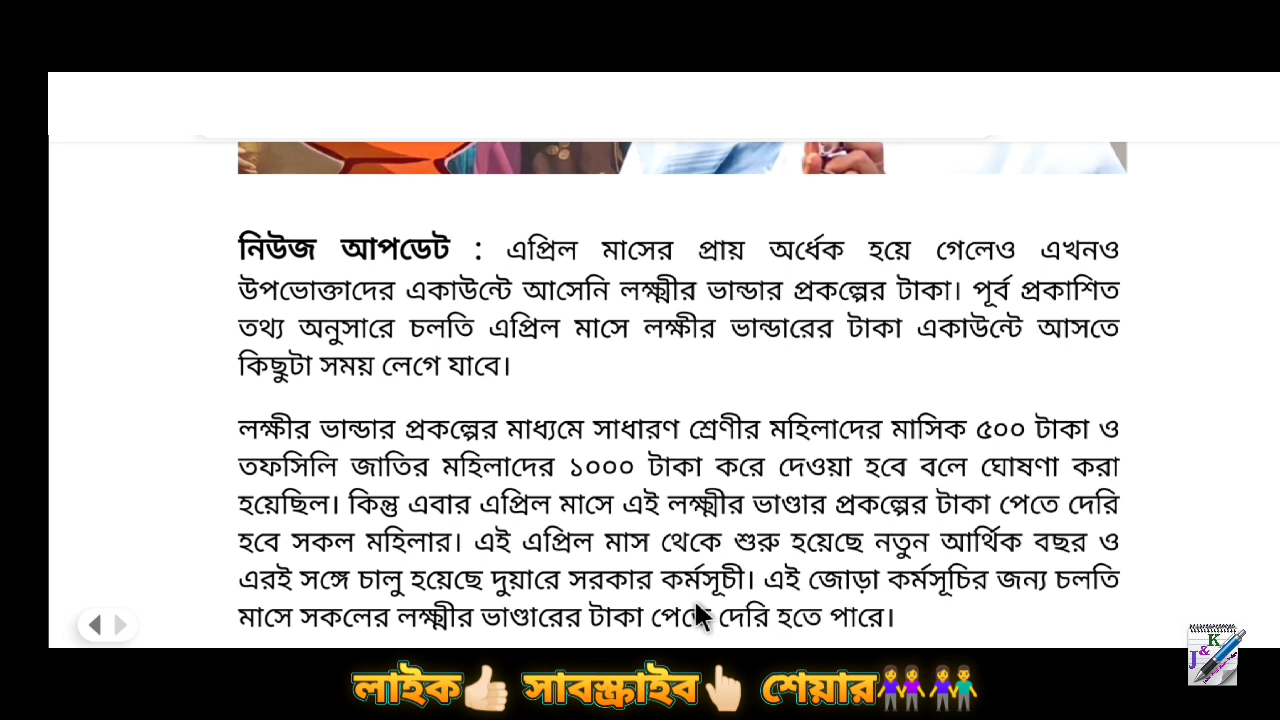 নিউজ আপডেট : এপ্রিল মাসের প্রায় অর্ধেক হয়ে গেলেও এখনও
উপভোক্তাদের একাউন্টে আসেনি লক্ষ্মীর ভান্ডার প্রকল্পের টাকা। পূর্ব প্রকাশিত
তথ্য অনুসারে চলতি এপ্রিল মাসে লক্ষীর ভান্ডারের টাকা একাউন্টে আসতে
কিছুটা সময় লেগে যাবে।
লক্ষীর ভান্ডার প্রকল্পের মাধ্যমে সাধারণ শ্রেণীর মহিলাদের মাসিক ৫০০ টাকা ও
তফসিলি জাতির মহিলাদের ১০০০ টাকা করে দেওয়া হবে বলে ঘোষণা করা
হয়েছিল। কিন্তু এবার এপ্রিল মাসে এই লক্ষ্মীর ভাণ্ডার প্রকল্পের টাকা পেতে দেরি
হবে সকল মহিলার। এই এপ্রিল মাস থেকে শুরু হয়েছে নতুন আর্থিক বছর ও
এরই সঙ্গে চালু হয়েছে দুয়ারে সরকার কর্মসূচী। এই জোড়া কর্মসূচির জন্য চলতি
মাসে সকলের লক্ষ্মীর ভাণ্ডারের টাকা পেতে দেরি হতে পারে।
লাইক👍🏻 সাবস্ক্রাইব👆🏻 শেয়ার👭👫
J & K